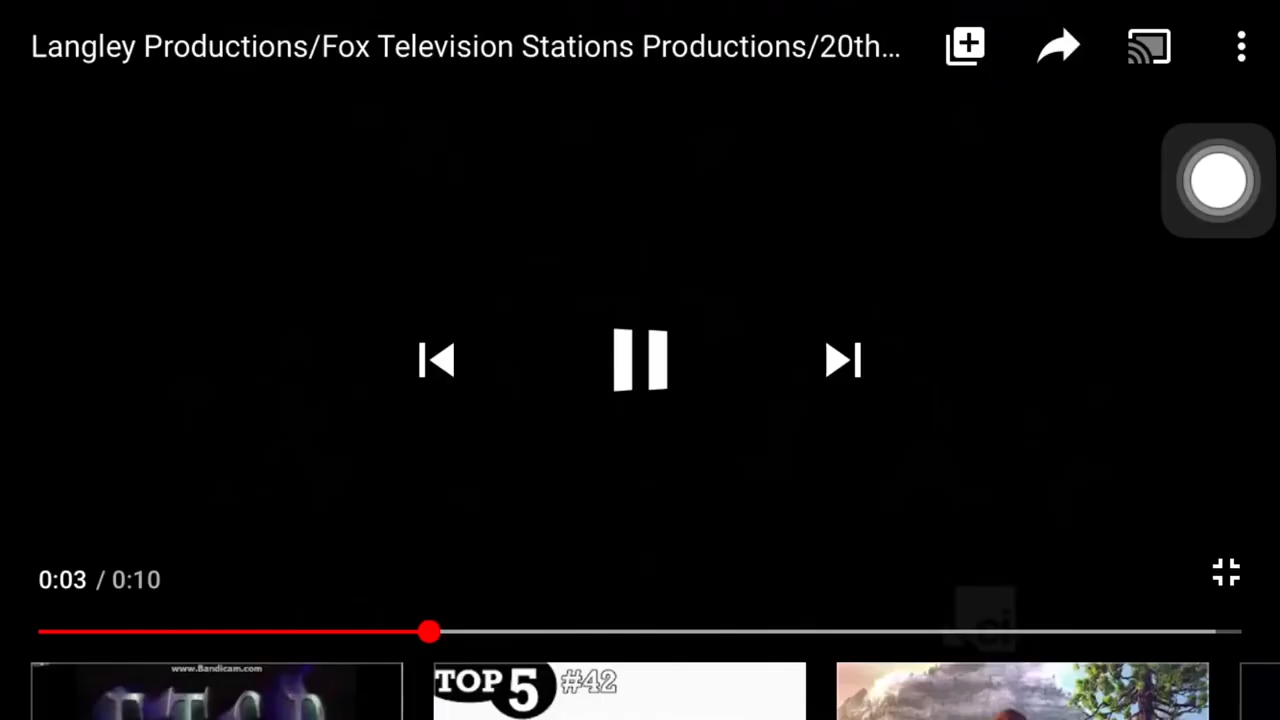 Langley Productions/Fox Television Stations Productions/20th...
0:03 / 0:10
www.Bandicam.com
TOP 5 #42